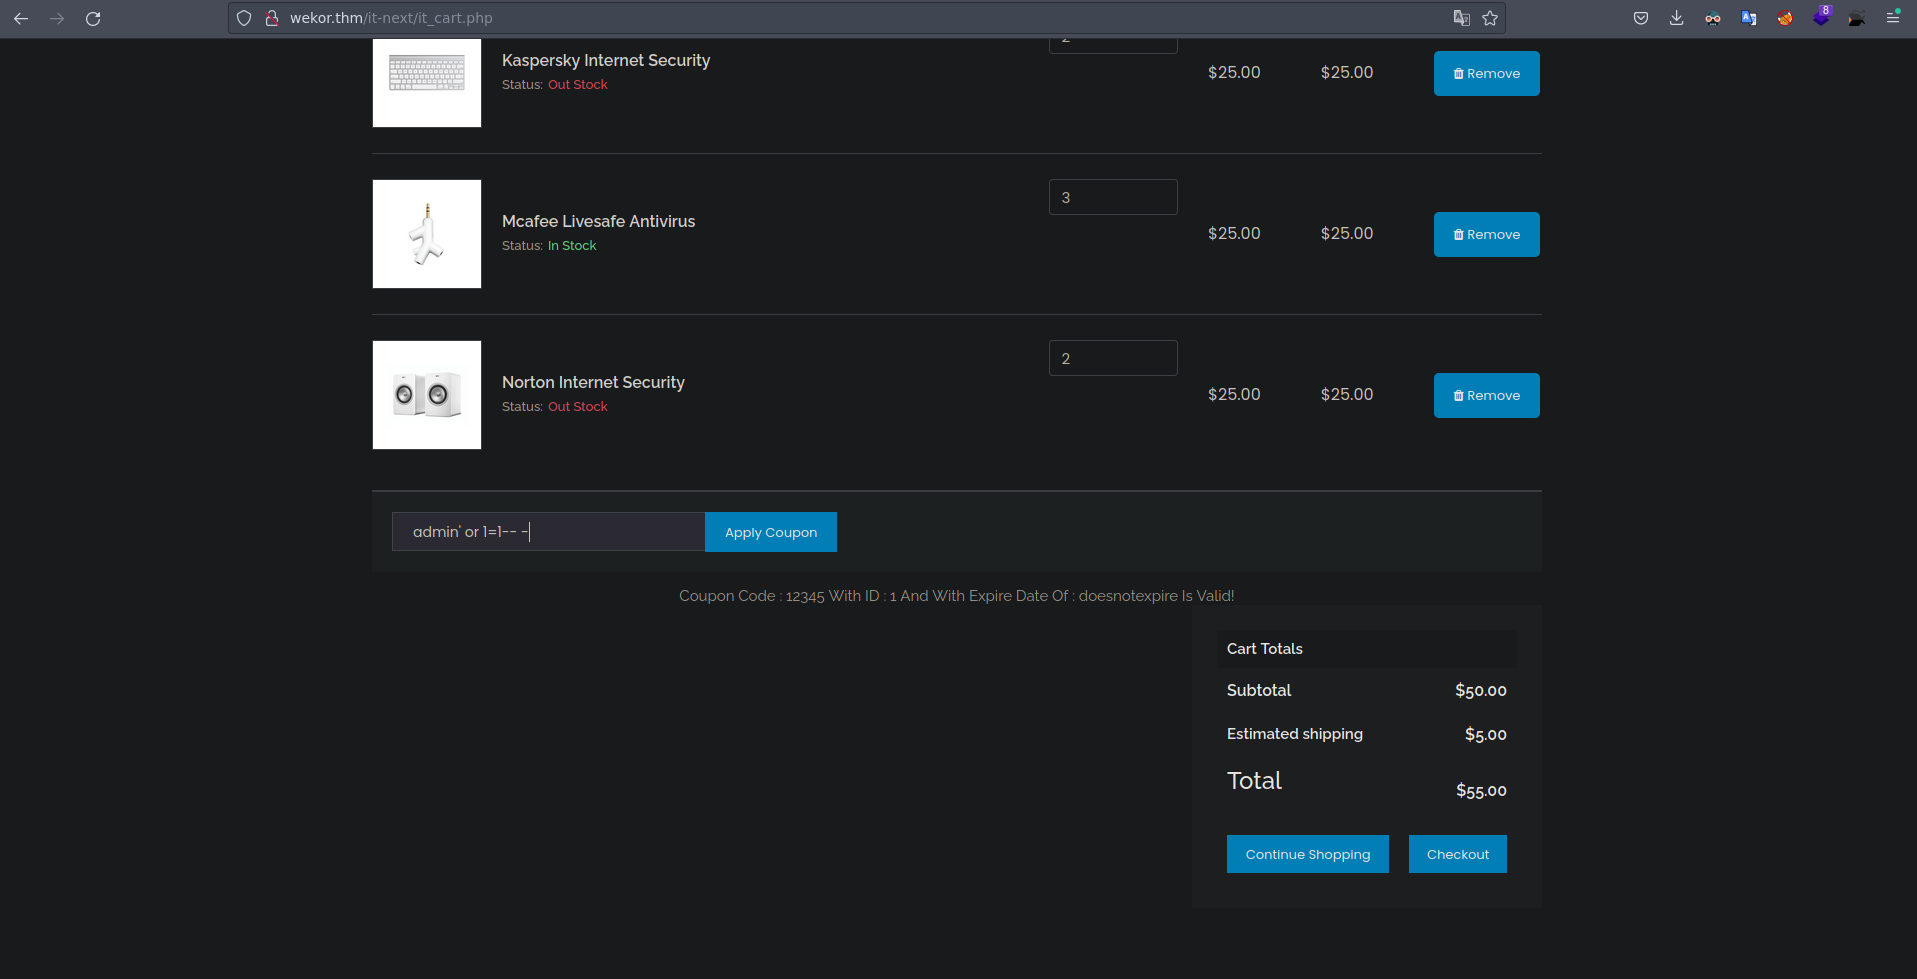 wekor.thm/it-next/it_cart.php
8
Kaspersky Internet Security
Status: Out Stock
$25.00 $25.00 Remove
3
Mcafee Livesafe Antivirus
Status: In Stock
$25.00 $25.00 Remove
2
Norton Internet Security
Status: Out Stock
$25.00 $25.00 Remove
admin' or 1=1-- - Apply Coupon
Coupon Code : 12345 With ID : 1 And With Expire Date Of : doesnotexpire Is Valid!
Cart Totals
Subtotal $50.00
Estimated shipping $5.00
Total $55.00
Continue Shopping Checkout